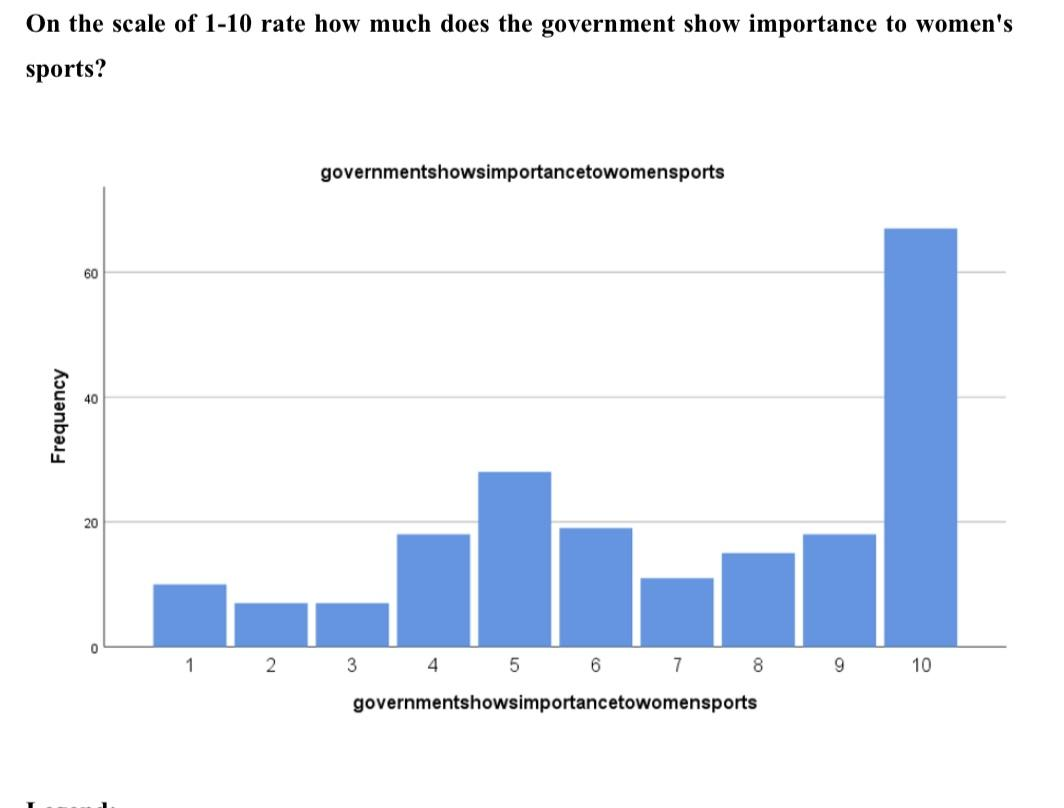 On the scale of 1-10 rate how much does the government show importance to women's
sports?
governmentshowsimportancetowomensports
60
40
20
0
Frequency
1 2 3 4 5 6 7 8 9 10
governmentshowsimportancetowomensports